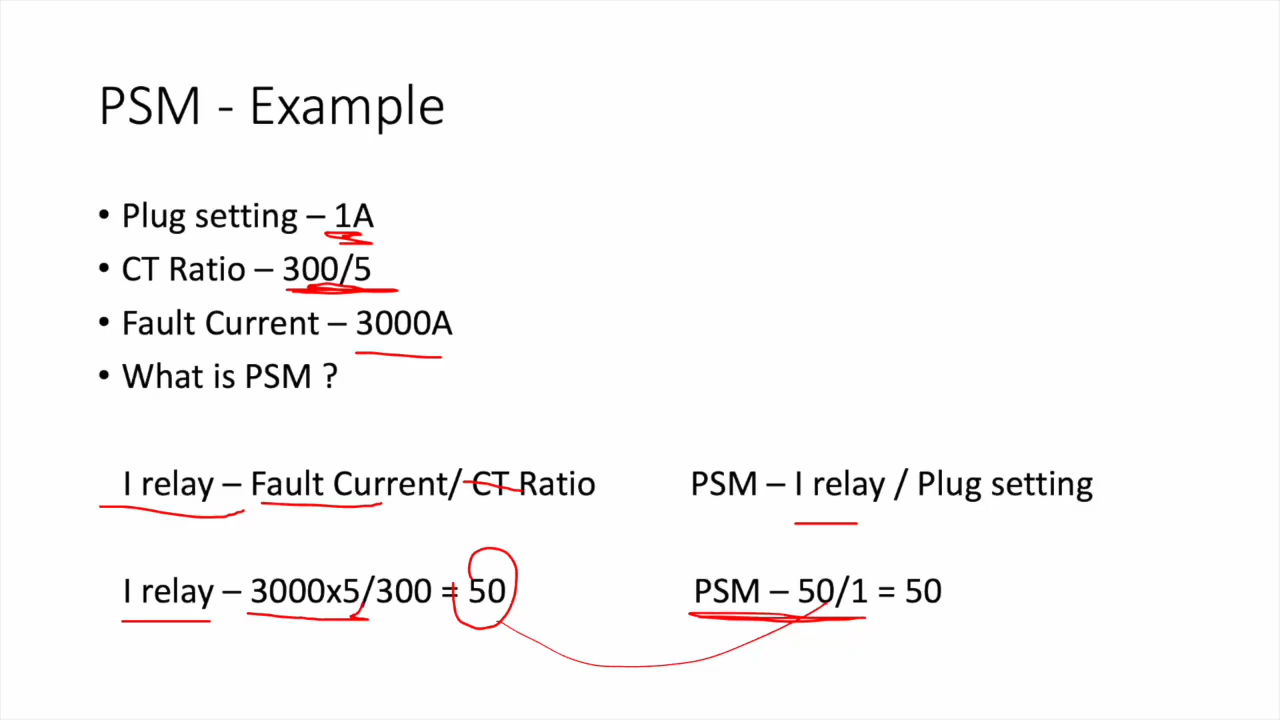 PSM - Example
• Plug setting – 1A
• CT Ratio – 300/5
• Fault Current – 3000A
• What is PSM ?
I relay – Fault Current/ CT Ratio
PSM – I relay / Plug setting
I relay – 3000x5/300 = 50
PSM – 50/1 = 50